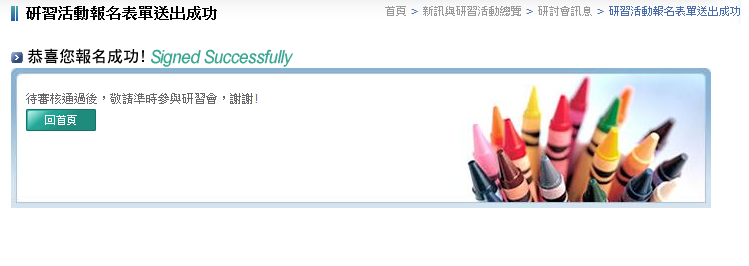 研習活動報名表單送出成功
首頁 > 新訊與研習活動總覽 > 研討會訊息 > 研習活動報名表單送出成功
恭喜您報名成功! Signed Successfully
待審核通過後，敬請準時參與研習會，謝謝!
回首頁